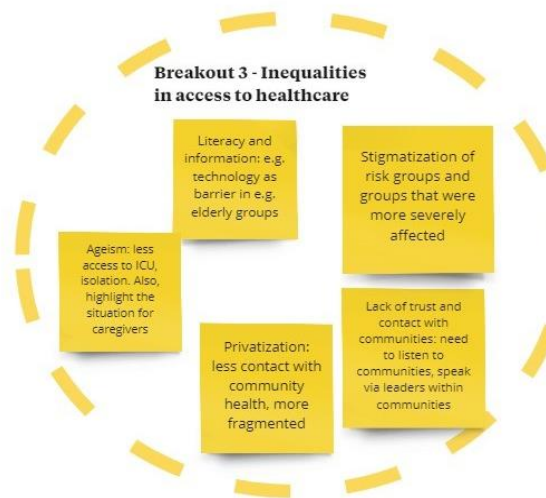 Breakout 3 - Inequalities
in access to healthcare
Literacy and
information: e.g.
technology as
barrier in e.g.
elderly groups
Stigmatization of
risk groups and
groups that were
more severely
affected
Ageism: less
access to ICU,
isolation. Also,
highlight the
situation for
caregivers
Privatization:
less contact with
community
health, more
fragmented
Lack of trust and
contact with
communities: need
to listen to
communities, speak
via leaders within
communities